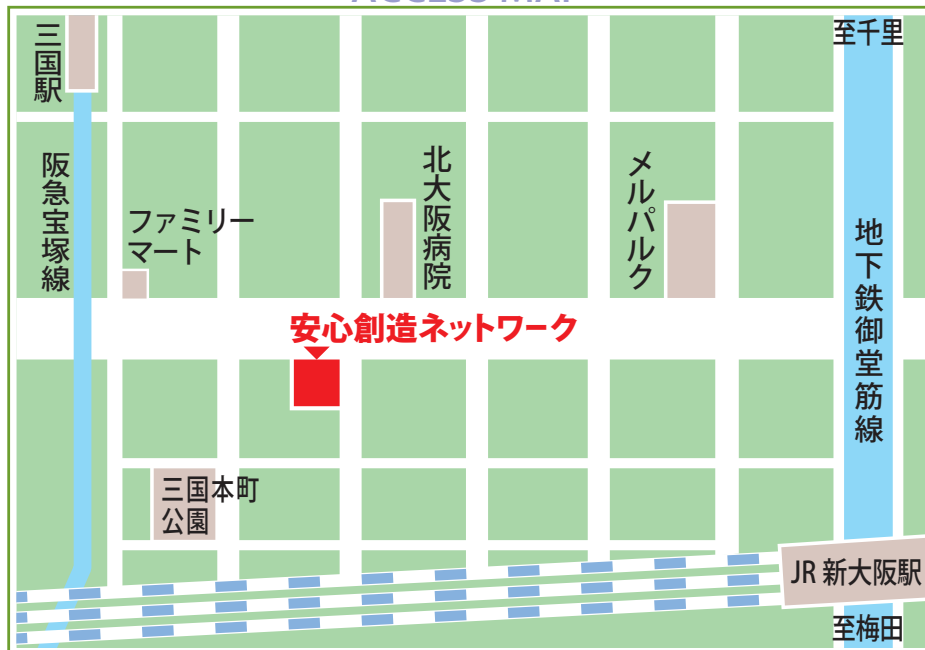 ACCESS MAP
三国駅
至千里
阪急宝塚線
ファミリー
マート
北大阪病院
メルパルク
地下鉄御堂筋線
安心創造ネットワーク
三国本町
公園
JR 新大阪駅
至梅田